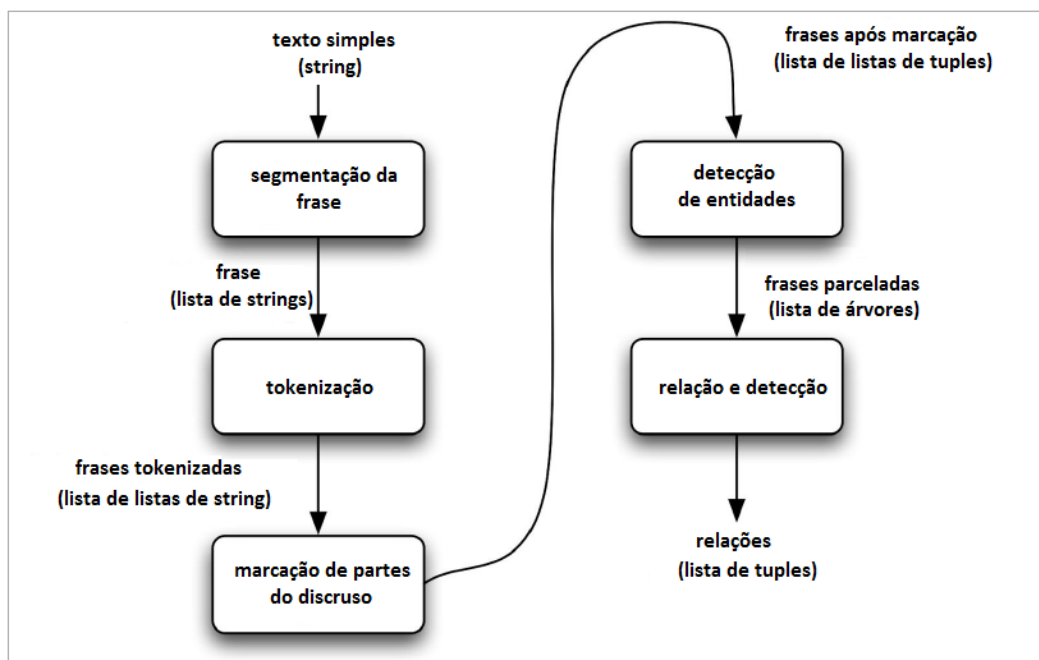 texto simples
(string)
segmentação da
frase
frase
(lista de strings)
tokenização
frases tokenizadas
(lista de listas de string)
marcação de partes
do discruso
frases após marcação
(lista de listas de tuples)
detecção
de entidades
frases parceladas
(lista de árvores)
relação e detecção
relações
(lista de tuples)